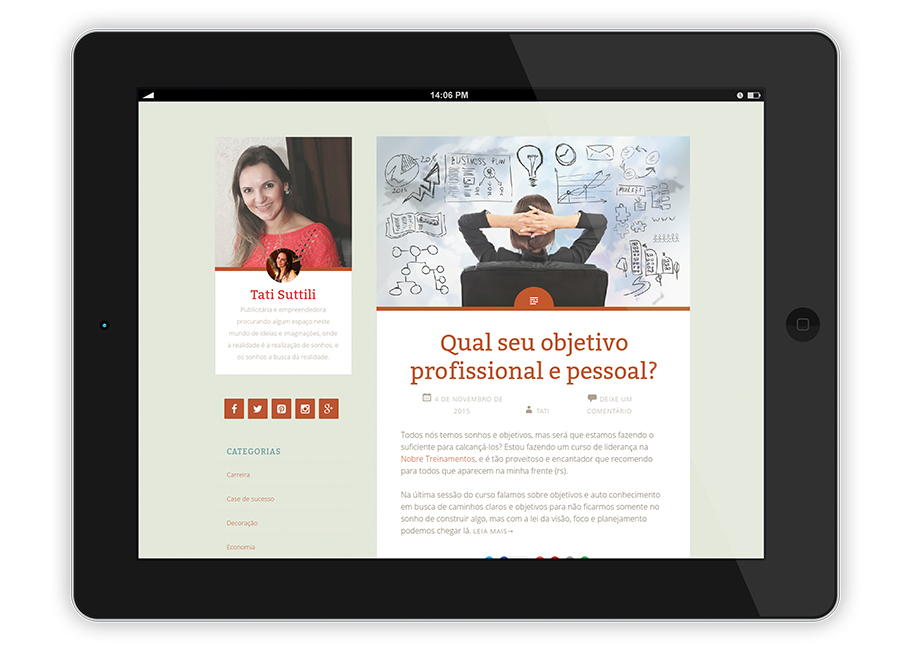 14:06 PM
20%
2015
BUSINESS PLAN
Tati Suttili
Publicitária e empreendedora
procurando algum espaço neste
mundo de ideias e imaginações, onde
a realidade é a realização de sonhos, e
os sonhos a busca da realidade.
CATEGORIAS
Carreira
Case de sucesso
Decoração
Economia
Qual seu objetivo
profissional e pessoal?
4 DE NOVEMBRO DE
2015
TATI
DEIXE UM
COMENTÁRIO
Todos nós temos sonhos e objetivos, mas será que estamos fazendo o
suficiente para calcançá-los? Estou fazendo um curso de liderança na
Nobre Treinamentos, e é tão proveitoso e encantador que recomendo
para todos que aparecem na minha frente (rs).
Na última sessão do curso falamos sobre objetivos e auto conhecimento
em busca de caminhos claros e objetivos para não ficarmos somente no
sonho de construir algo, mas com a lei da visão, foco e planejamento
podemos chegar lá. LEIA MAIS→